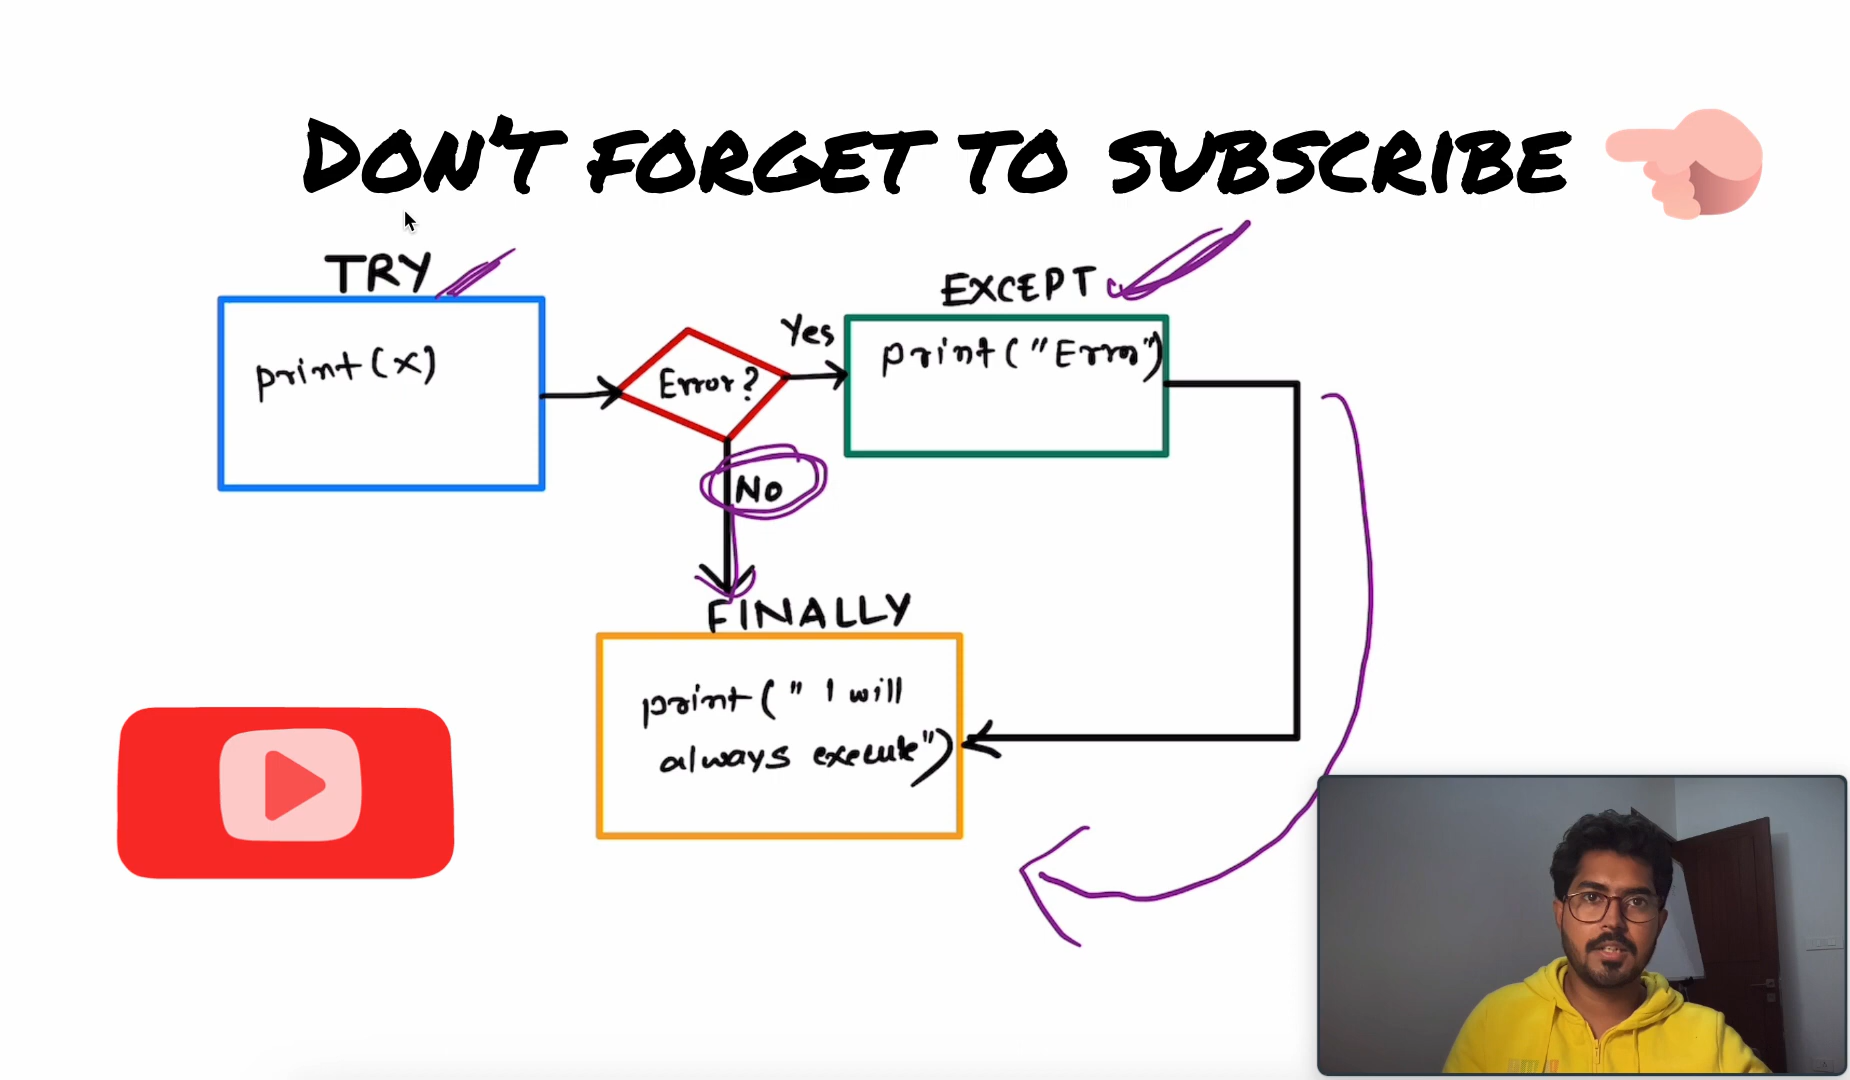 DON'T FORGET TO SUBSCRIBE
TRY
print(x)
Error?
Yes
EXCEPT
print("Error")
No
FINALLY
print(" I will
always execute")